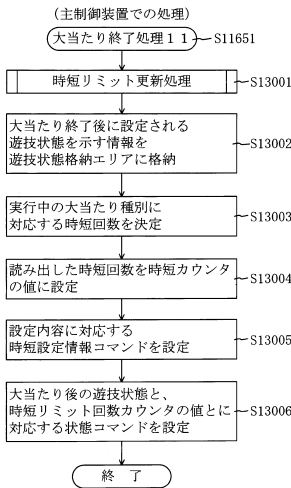 (主制御装置での処理)
大当たり終了処理11
S11651
時短リミット更新処理
S13001
大当たり終了後に設定される
遊技状態を示す情報を
遊技状態格納エリアに格納
S13002
実行中の大当たり種別に
対応する時短回数を決定
S13003
読み出した時短回数を時短カウンタ
の値に設定
S13004
設定内容に対応する
時短設定情報コマンドを設定
S13005
大当たり後の遊技状態と、
時短リミット回数カウンタの値とに
対応する状態コマンドを設定
S13006
終了